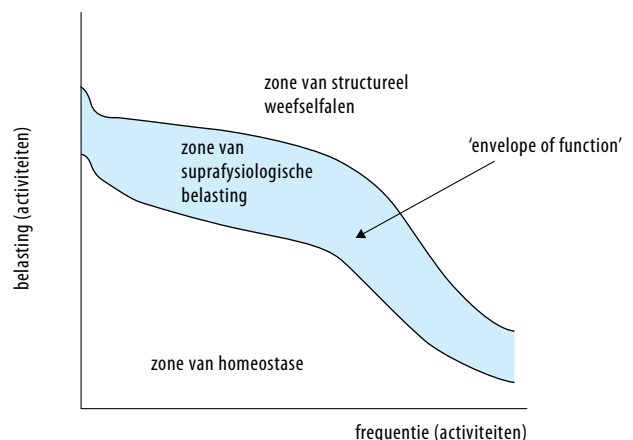 zone van structureel
weefselfalen
'envelope of function'
zone van
suprafysiologische
belasting
belasting (activiteiten)
zone van homeostase
frequentie (activiteiten)